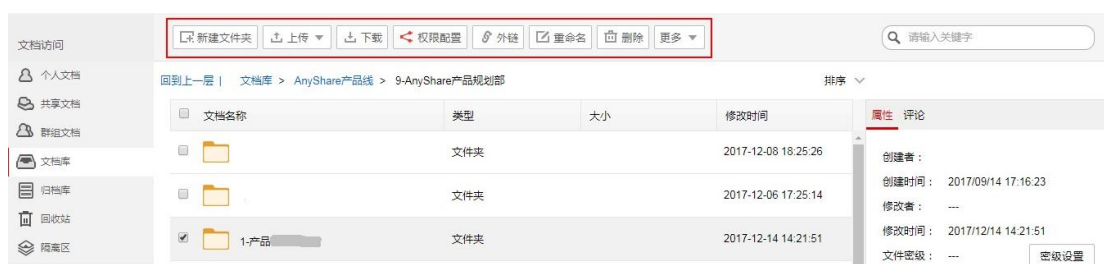 新建文件夹 上传 下载 权限配置 外链 重命名 删除 更多
请输入关键字
文档访问
个人文档
共享文档
群组文档
文档库
归档库
回收站
隔离区
回到上一层 | 文档库 > AnyShare产品线 > 9-AnyShare产品规划部
排序
文档名称 类型 大小 修改时间
文件夹 2017-12-08 18:25:26
文件夹 2017-12-06 17:25:14
1-产品 文件夹 2017-12-14 14:21:51
属性 评论
创建者：
创建时间： 2017/09/14 17:16:23
修改者： ---
修改时间： 2017/12/14 14:21:51
文件密级： --- 密级设置